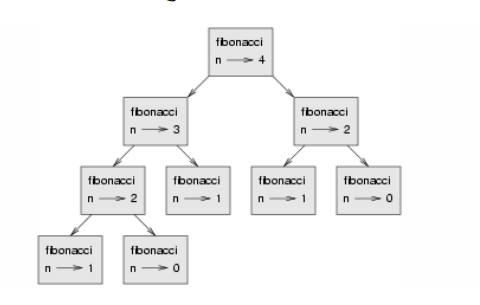 fibonacci
n → 4
fibonacci
n → 3
fibonacci
n → 2
fibonacci
n → 2
fibonacci
n → 1
fibonacci
n → 1
fibonacci
n → 0
fibonacci
n → 1
fibonacci
n → 0